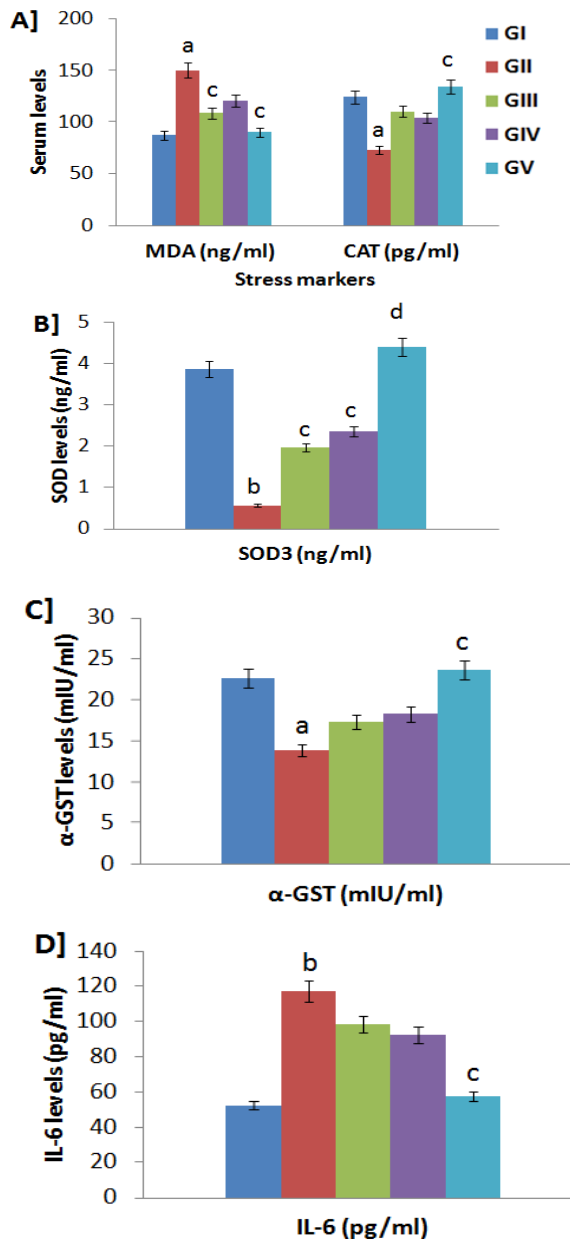 A]
Serum levels
200
150
100
50
0
a
c
c
a
c
MDA (ng/ml)
CAT (pg/ml)
Stress markers
GI
GII
GIII
GIV
GV
B]
SOD levels (ng/ml)
5
4
3
2
1
0
b
c
c
d
SOD3 (ng/ml)
C]
α-GST levels (mIU/ml)
30
25
20
15
10
5
0
a
c
α-GST (mIU/ml)
D]
IL-6 levels (pg/ml)
140
120
100
80
60
40
20
0
b
c
IL-6 (pg/ml)